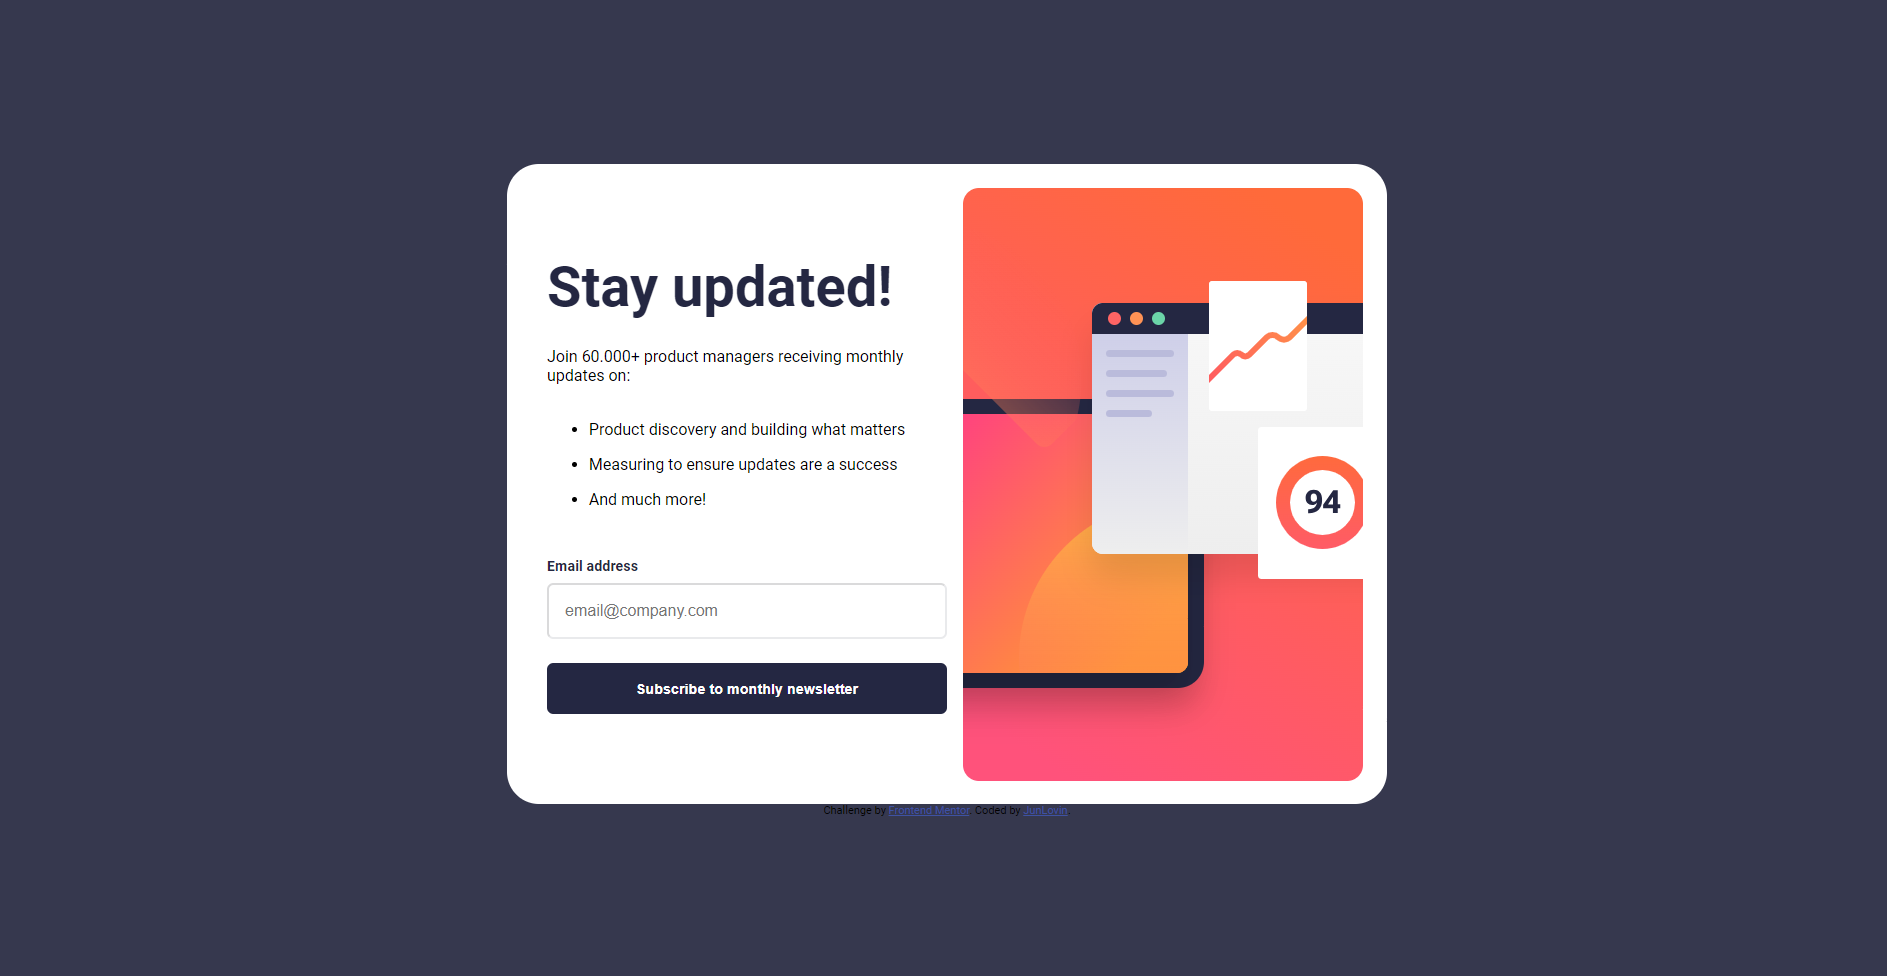 Stay updated!
Join 60.000+ product managers receiving monthly
updates on:
Product discovery and building what matters
Measuring to ensure updates are a success
And much more!
Email address
email@company.com
Subscribe to monthly newsletter
94
Challenge by Frontend Mentor. Coded by JunLovin.